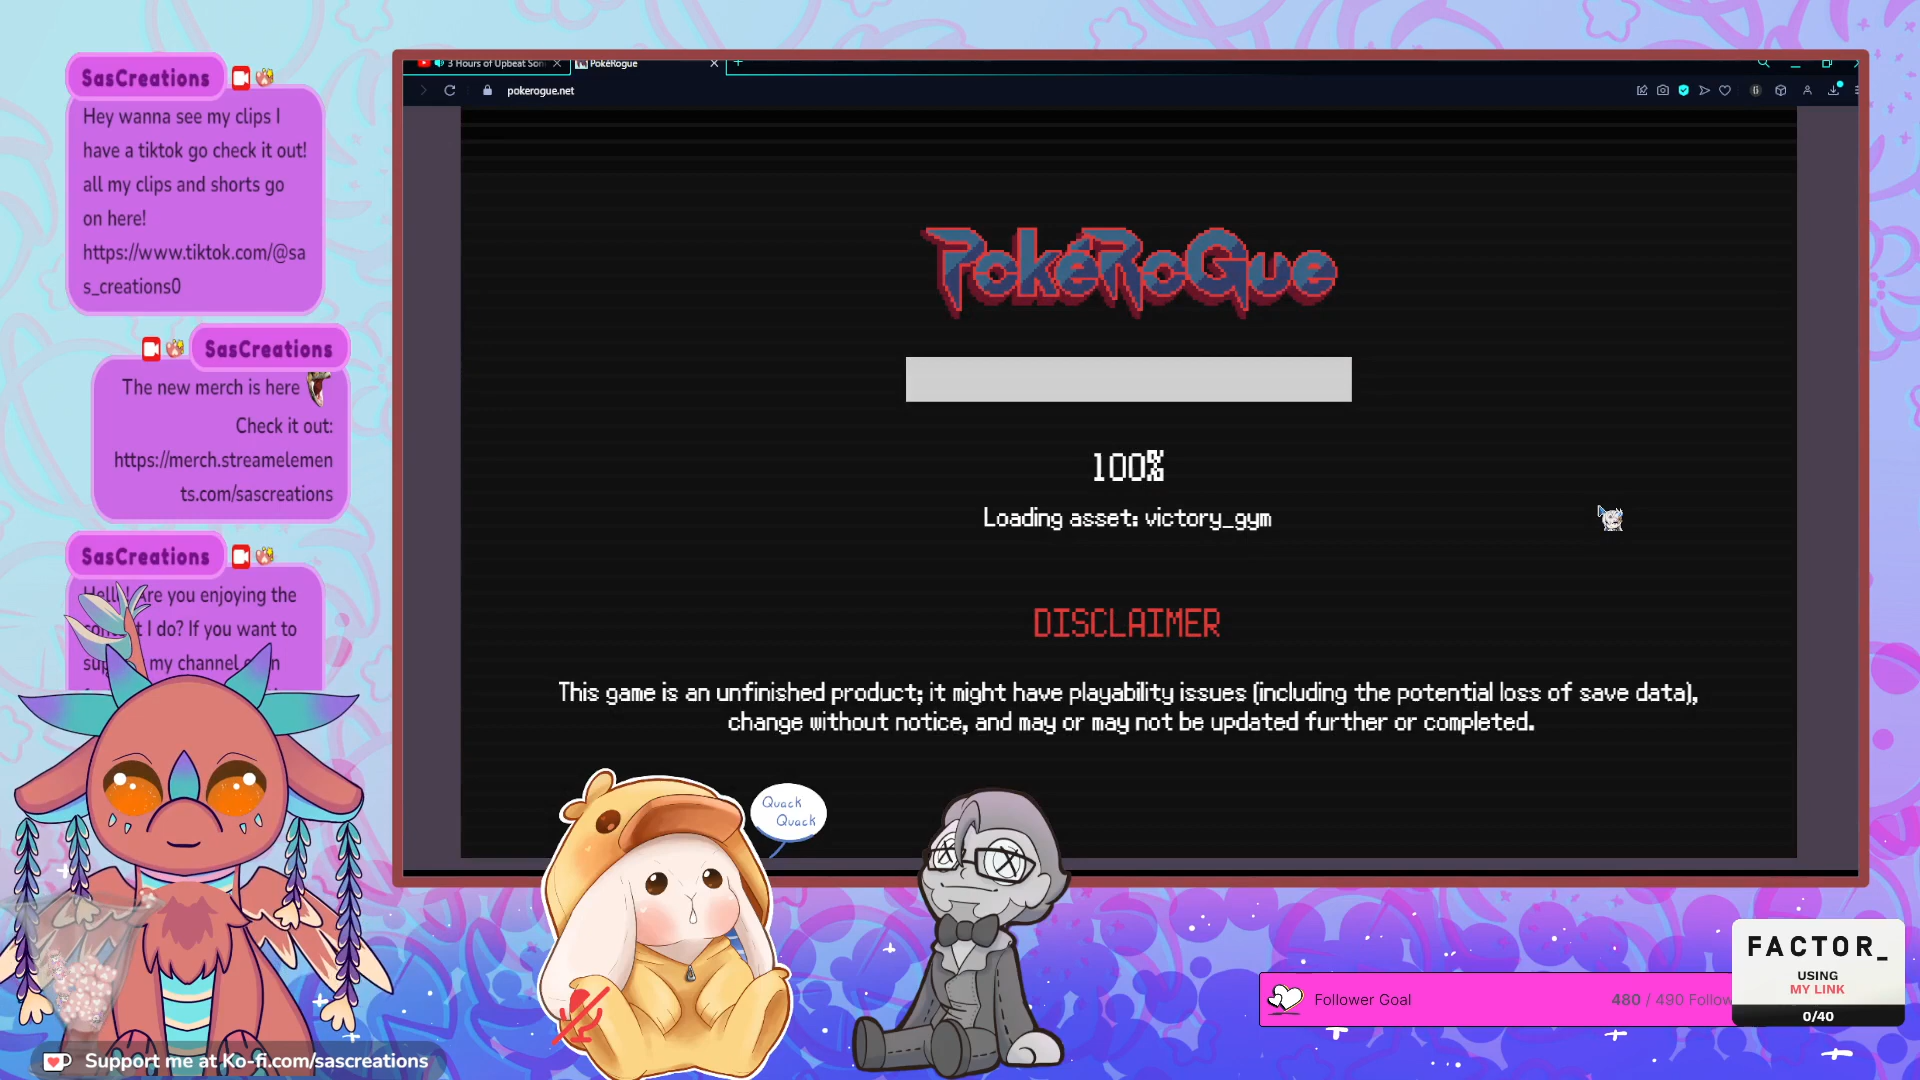 SasCreations
Hey wanna see my clips I
have a tiktok go check it out!
all my clips and shorts go
on here!
https://www.tiktok.com/@sa
s_creations0
SasCreations
The new merch is here
Check it out:
https://merch.streamelemen
ts.com/sascreations
SasCreations
Are you enjoying the
I do? If you want to
my channel
3 Hours of Upbeat Son
PokéRogue
pokerogue.net
PokéRoGue
100%
Loading asset: victory_gym
DISCLAIMER
This game is an unfinished product; it might have playability issues (including the potential loss of save data),
change without notice, and may or may not be updated further or completed.
Quack
Quack
Follower Goal
480 / 490 Follow
FACTOR_
USING
MY LINK
0/40
Support me at Ko-fi.com/sascreations